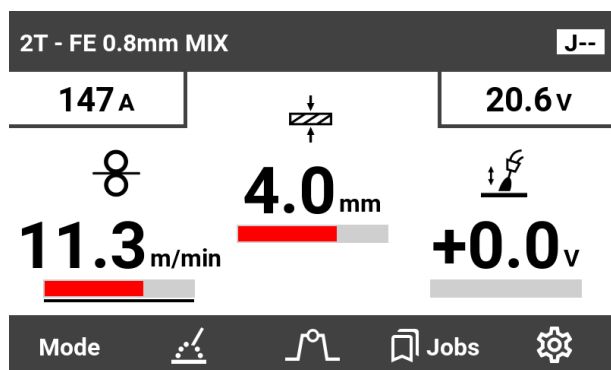 2T - FE 0.8mm MIX
J--
147 A
20.6 V
4.0 mm
11.3 m/min
+0.0 V
Mode
Jobs